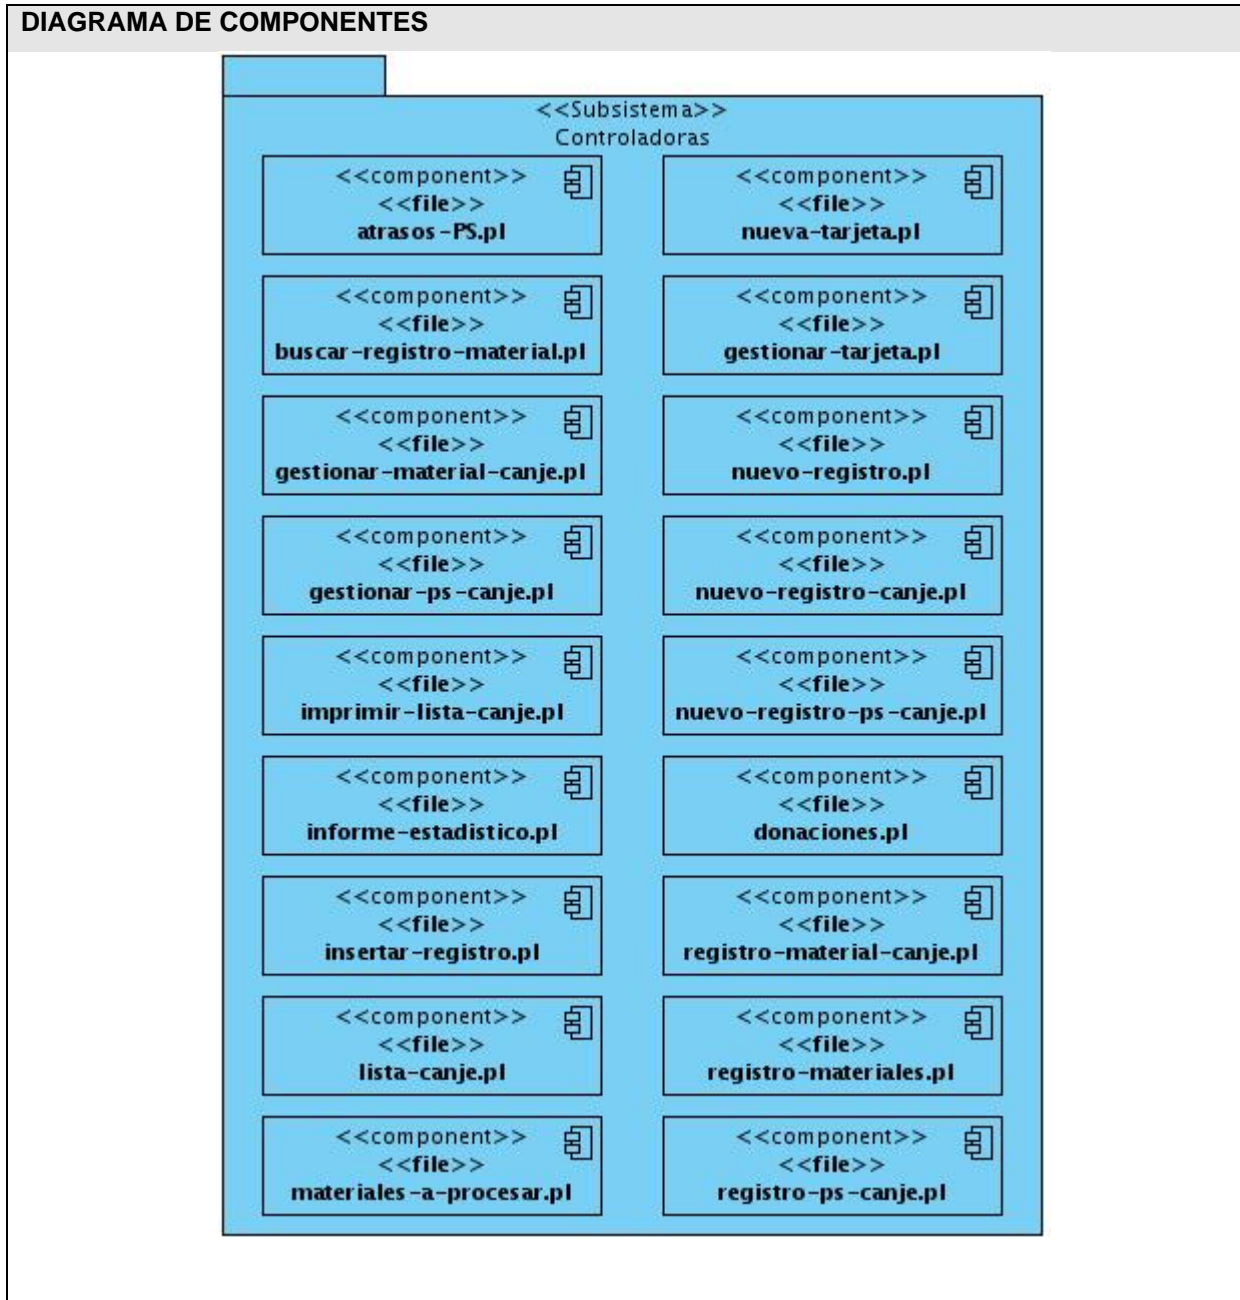 DIAGRAMA DE COMPONENTES
<<Subsistema>>
Controladoras
<<component>>
<<file>>
atrasos-PS.pl
<<component>>
<<file>>
nueva-tarjeta.pl
<<component>>
<<file>>
buscar-registro-material.pl
<<component>>
<<file>>
gestionar-tarjeta.pl
<<component>>
<<file>>
gestionar-material-canje.pl
<<component>>
<<file>>
nuevo-registro.pl
<<component>>
<<file>>
gestionar-ps-canje.pl
<<component>>
<<file>>
nuevo-registro-canje.pl
<<component>>
<<file>>
imprimir-lista-canje.pl
<<component>>
<<file>>
nuevo-registro-ps-canje.pl
<<component>>
<<file>>
informe-estadistico.pl
<<component>>
<<file>>
donaciones.pl
<<component>>
<<file>>
insertar-registro.pl
<<component>>
<<file>>
registro-material-canje.pl
<<component>>
<<file>>
lista-canje.pl
<<component>>
<<file>>
registro-materiales.pl
<<component>>
<<file>>
materiales-a-procesar.pl
<<component>>
<<file>>
registro-ps-canje.pl